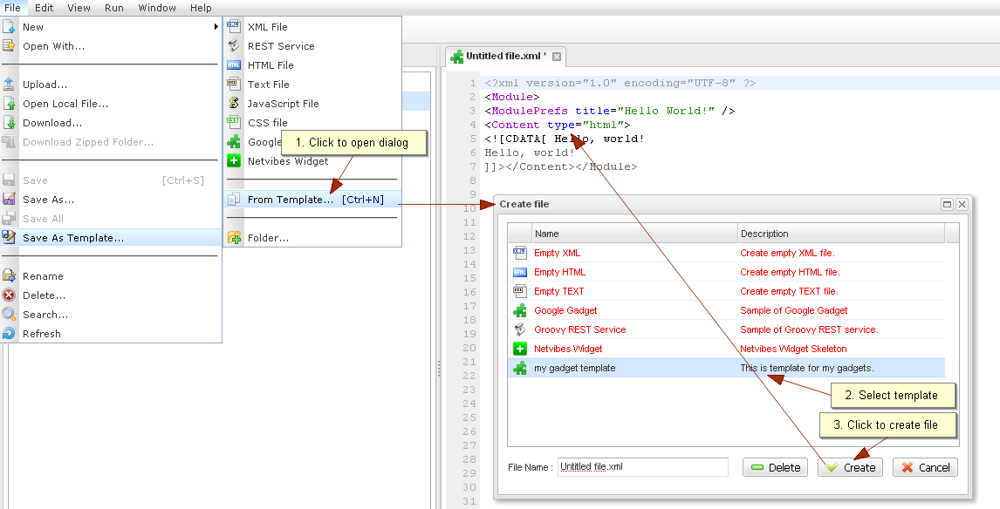 File Edit View Run Window Help
New
Open With...
Upload...
Open Local File...
Download...
Download Zipped Folder...
Save [Ctrl+S]
Save As...
Save All
Save As Template...
Rename
Delete...
Search...
Refresh
XML File
REST Service
HTML File
Text File
JavaScript File
CSS file
Google
Netvibes Widget
From Template... [Ctrl+N]
Folder...
1. Click to open dialog
Untitled file.xml *
1 <?xml version="1.0" encoding="UTF-8" ?>
2 <Module>
3 <ModulePrefs title="Hello World!" />
4 <Content type="html">
5 <![CDATA[ Hello, world!
6 Hello, world!
7 ]]></Content></Module>
8
9
10
11
12
13
14
15
16
17
18
19
20
21
22
23
24
25
26
27
28
29
30
31
Create file
Name Description
Empty XML Create empty XML file.
Empty HTML Create empty HTML file.
Empty TEXT Create empty TEXT file.
Google Gadget Sample of Google Gadget
Groovy REST Service Sample of Groovy REST service.
Netvibes Widget Netvibes Widget Skeleton
my gadget template This is template for my gadgets.
2. Select template
3. Click to create file
File Name : Untitled file.xml Delete Create Cancel